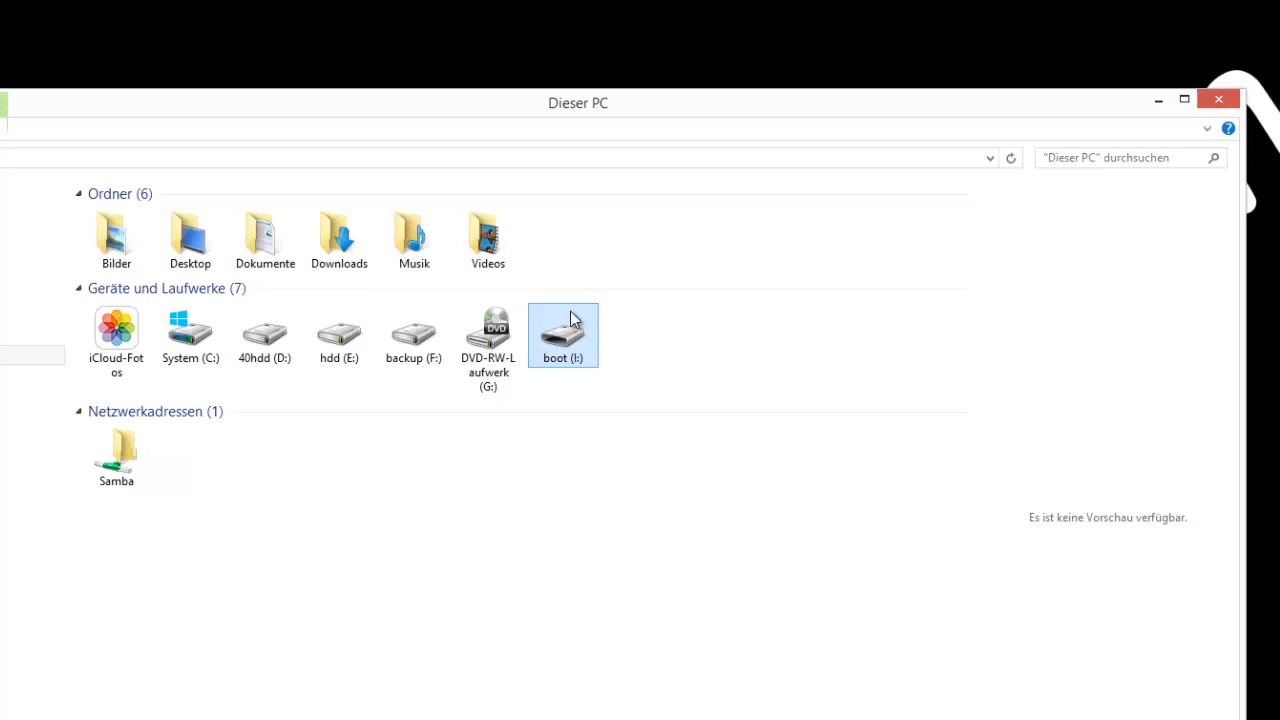 Dieser PC
"Dieser PC" durchsuchen
Ordner (6)
Bilder
Desktop
Dokumente
Downloads
Musik
Videos
Geräte und Laufwerke (7)
iCloud-Fot
os
System (C:)
40hdd (D:)
hdd (E:)
backup (F:)
DVD
DVD-RW-L
aufwerk
(G:)
boot (I:)
Netzwerkadressen (1)
Samba
Es ist keine Vorschau verfügbar.